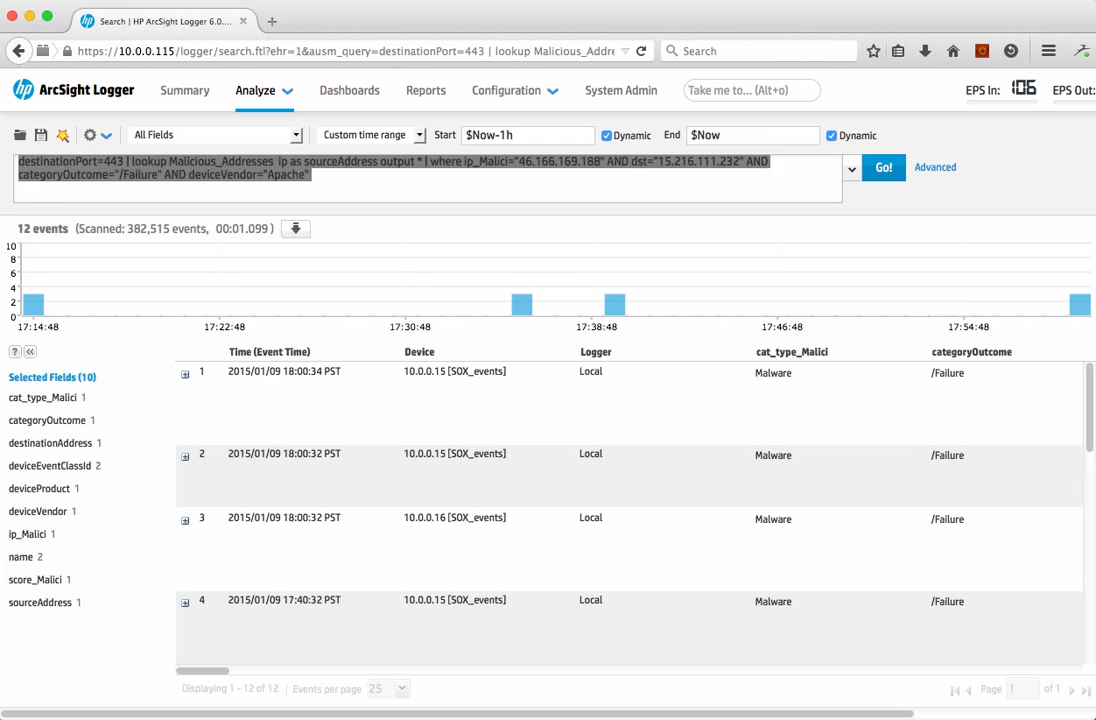 Search | HP ArcSight Logger 6.0....
https://10.0.0.115/logger/search.ftl?ehr=1&ausm_query=destinationPort=443 | lookup Malicious_Addre
Search
hp ArcSight Logger Summary Analyze Dashboards Reports Configuration System Admin Take me to... (Alt+o) EPS In: 106 EPS Out:
All Fields Custom time range Start $Now-1h Dynamic End $Now Dynamic
destinationPort=443 | lookup Malicious_Addresses ip as sourceAddress output * | where ip_Malici="46.166.169.188" AND dst="15.216.111.232" AND
categoryOutcome="/Failure" AND deviceVendor="Apache"
Go! Advanced
12 events (Scanned: 382,515 events, 00:01.099 )
10
8
6
4
2
0
17:14:48 17:22:48 17:30:48 17:38:48 17:46:48 17:54:48
? «
Selected Fields (10)
cat_type_Malici 1
categoryOutcome 1
destinationAddress 1
deviceEventClassId 2
deviceProduct 1
deviceVendor 1
ip_Malici 1
name 2
score_Malici 1
sourceAddress 1
Time (Event Time) Device Logger cat_type_Malici categoryOutcome
1 2015/01/09 18:00:34 PST 10.0.0.15 [SOX_events] Local Malware /Failure
2 2015/01/09 18:00:32 PST 10.0.0.15 [SOX_events] Local Malware /Failure
3 2015/01/09 18:00:32 PST 10.0.0.16 [SOX_events] Local Malware /Failure
4 2015/01/09 17:40:32 PST 10.0.0.15 [SOX_events] Local Malware /Failure
Displaying 1 - 12 of 12 Events per page 25 Page 1 of 1